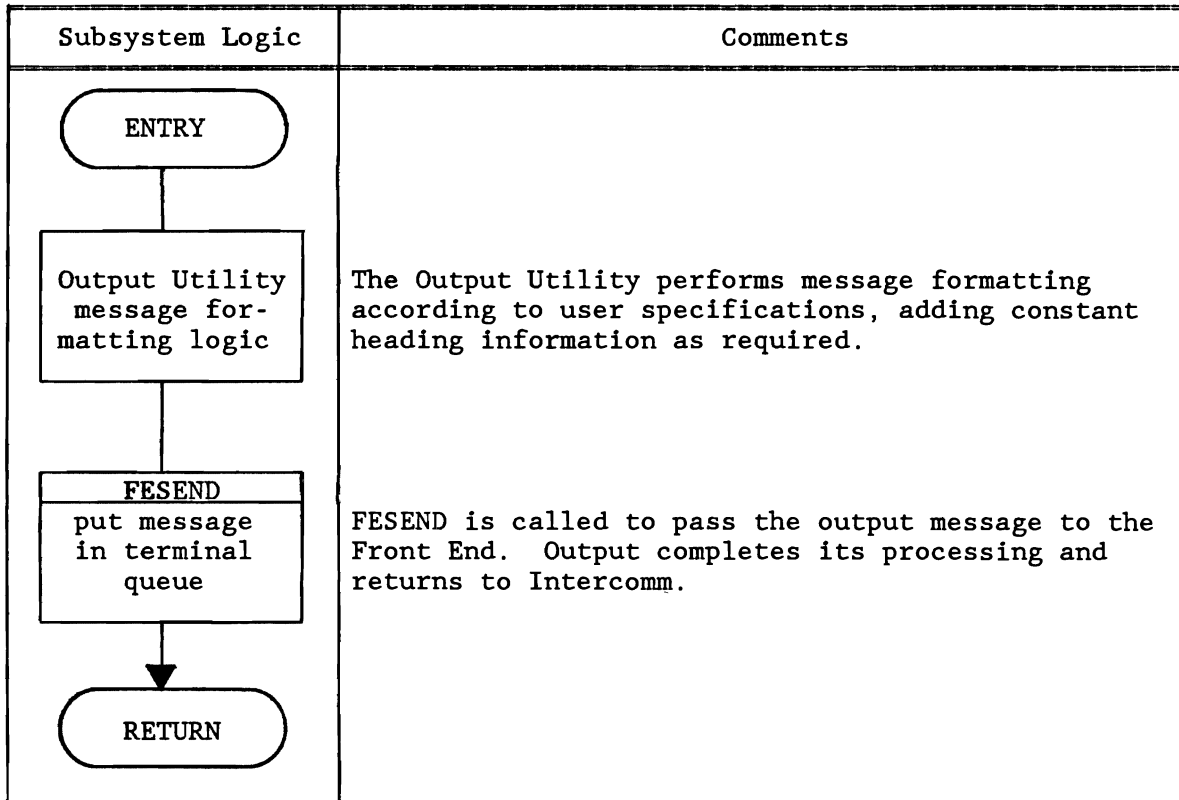 Subsystem Logic
Comments
ENTRY
Output Utility
message for-
matting logic
The Output Utility performs message formatting
according to user specifications, adding constant
heading information as required.
FESEND
put message
in terminal
queue
FESEND is called to pass the output message to the
Front End. Output completes its processing and
returns to Intercomm.
RETURN